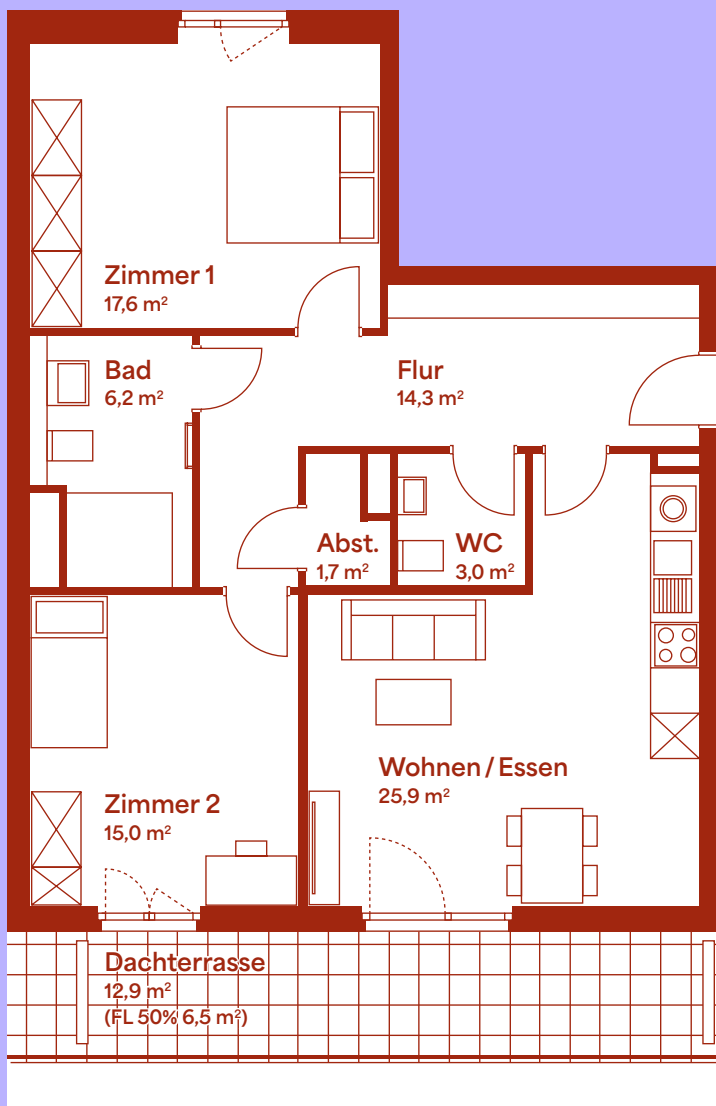 Zimmer 1
17,6 m²
Bad
6,2 m²
Flur
14,3 m²
Abst.
1,7 m²
WC
3,0 m²
Wohnen / Essen
25,9 m²
Zimmer 2
15,0 m²
Dachterrasse
12,9 m²
(FL 50% 6,5 m²)